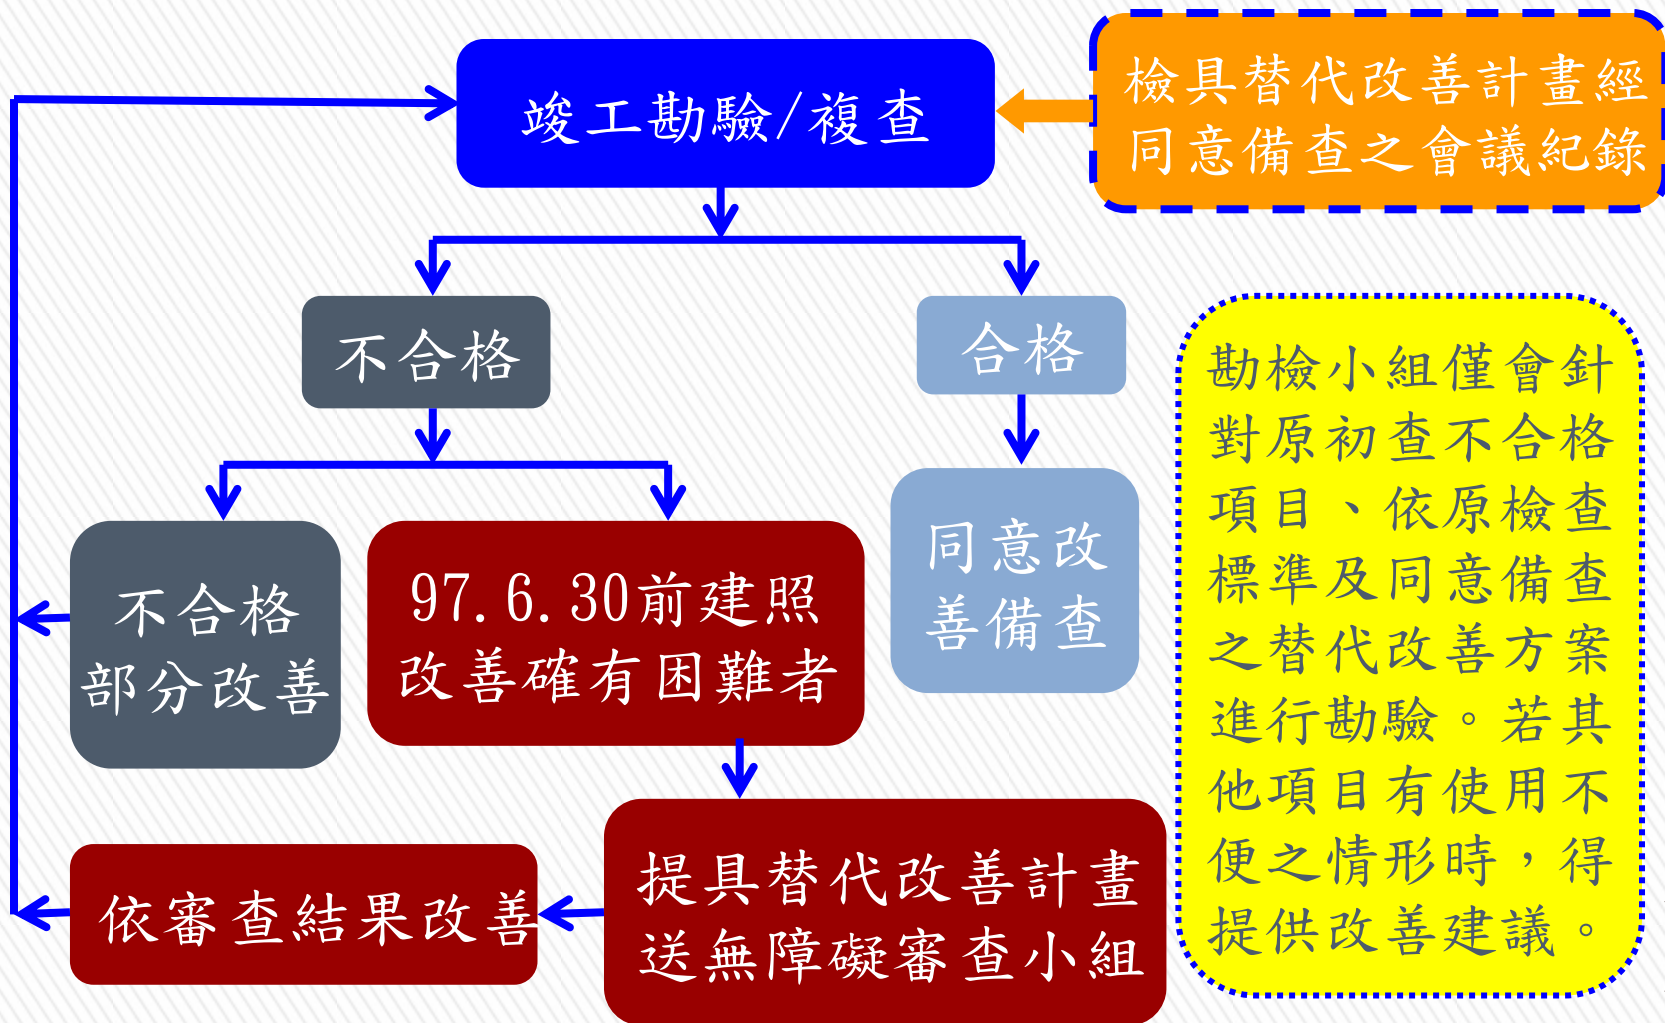 竣工勘驗/複查
檢具替代改善計畫經
同意備查之會議紀錄
不合格
合格
不合格
部分改善
97.6.30前建照
改善確有困難者
同意改
善備查
依審查結果改善
提具替代改善計畫
送無障礙審查小組
勘檢小組僅會針
對原初查不合格
項目、依原檢查
標準及同意備查
之替代改善方案
進行勘驗。若其
他項目有使用不
便之情形時，得
提供改善建議。